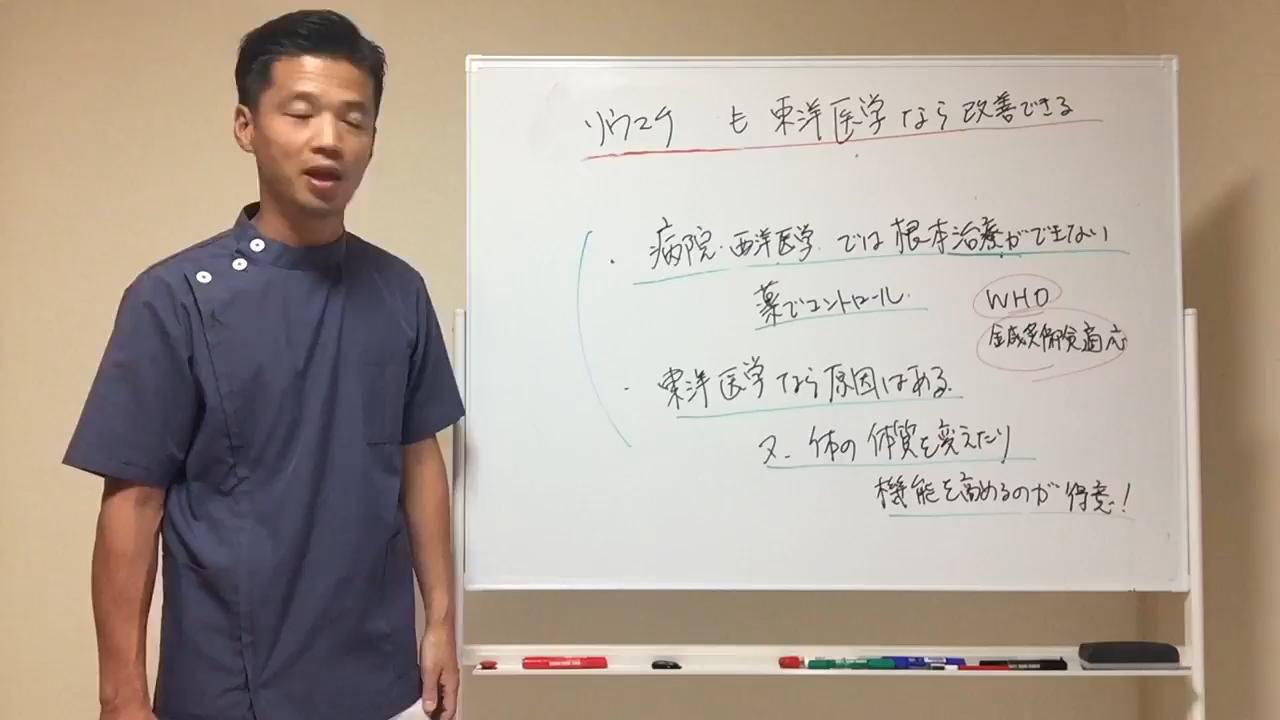 リウマチ も 東洋医学なら改善できる
・病院・西洋医学では根本治療ができない
薬でコントロール
WHO
鍼灸保険適応
・東洋医学なら原因はある
又、体の体質を変えたり
機能を高めるのが得意！